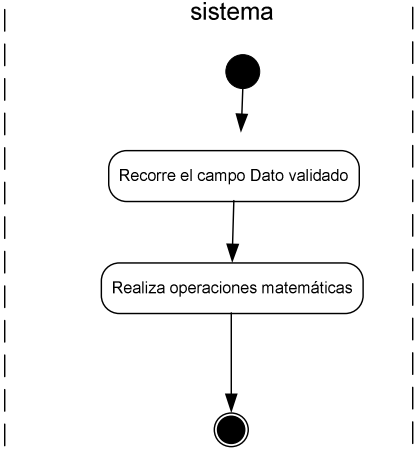 sistema
Recorre el campo Dato validado
Realiza operaciones matemáticas